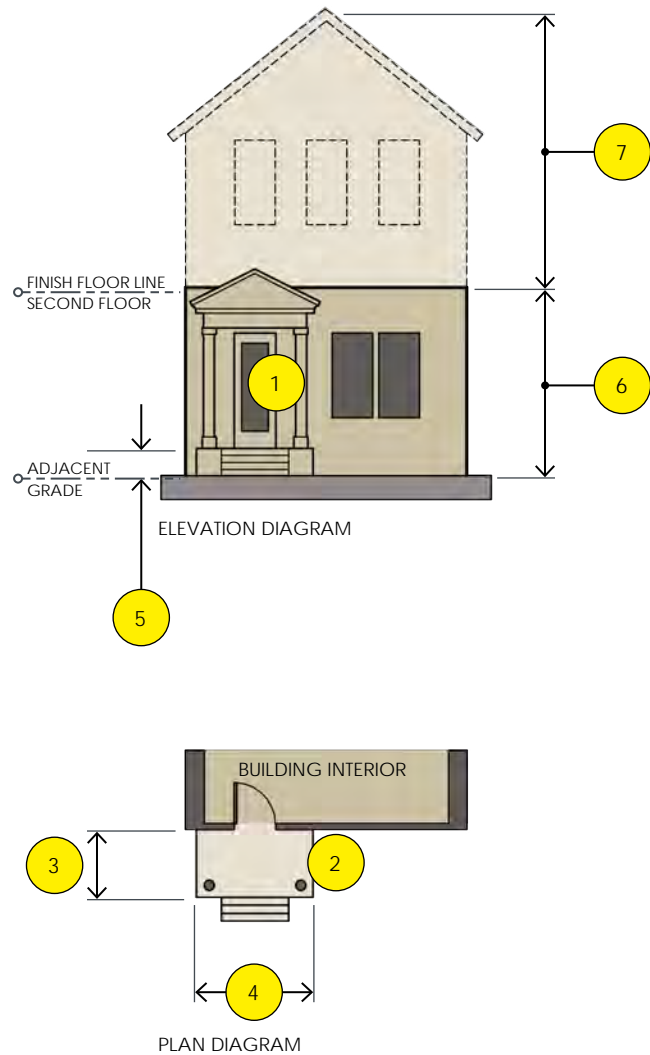 7
FINISH FLOOR LINE
SECOND FLOOR
1
6
ADJACENT
GRADE
ELEVATION DIAGRAM
5
BUILDING INTERIOR
3
2
4
PLAN DIAGRAM